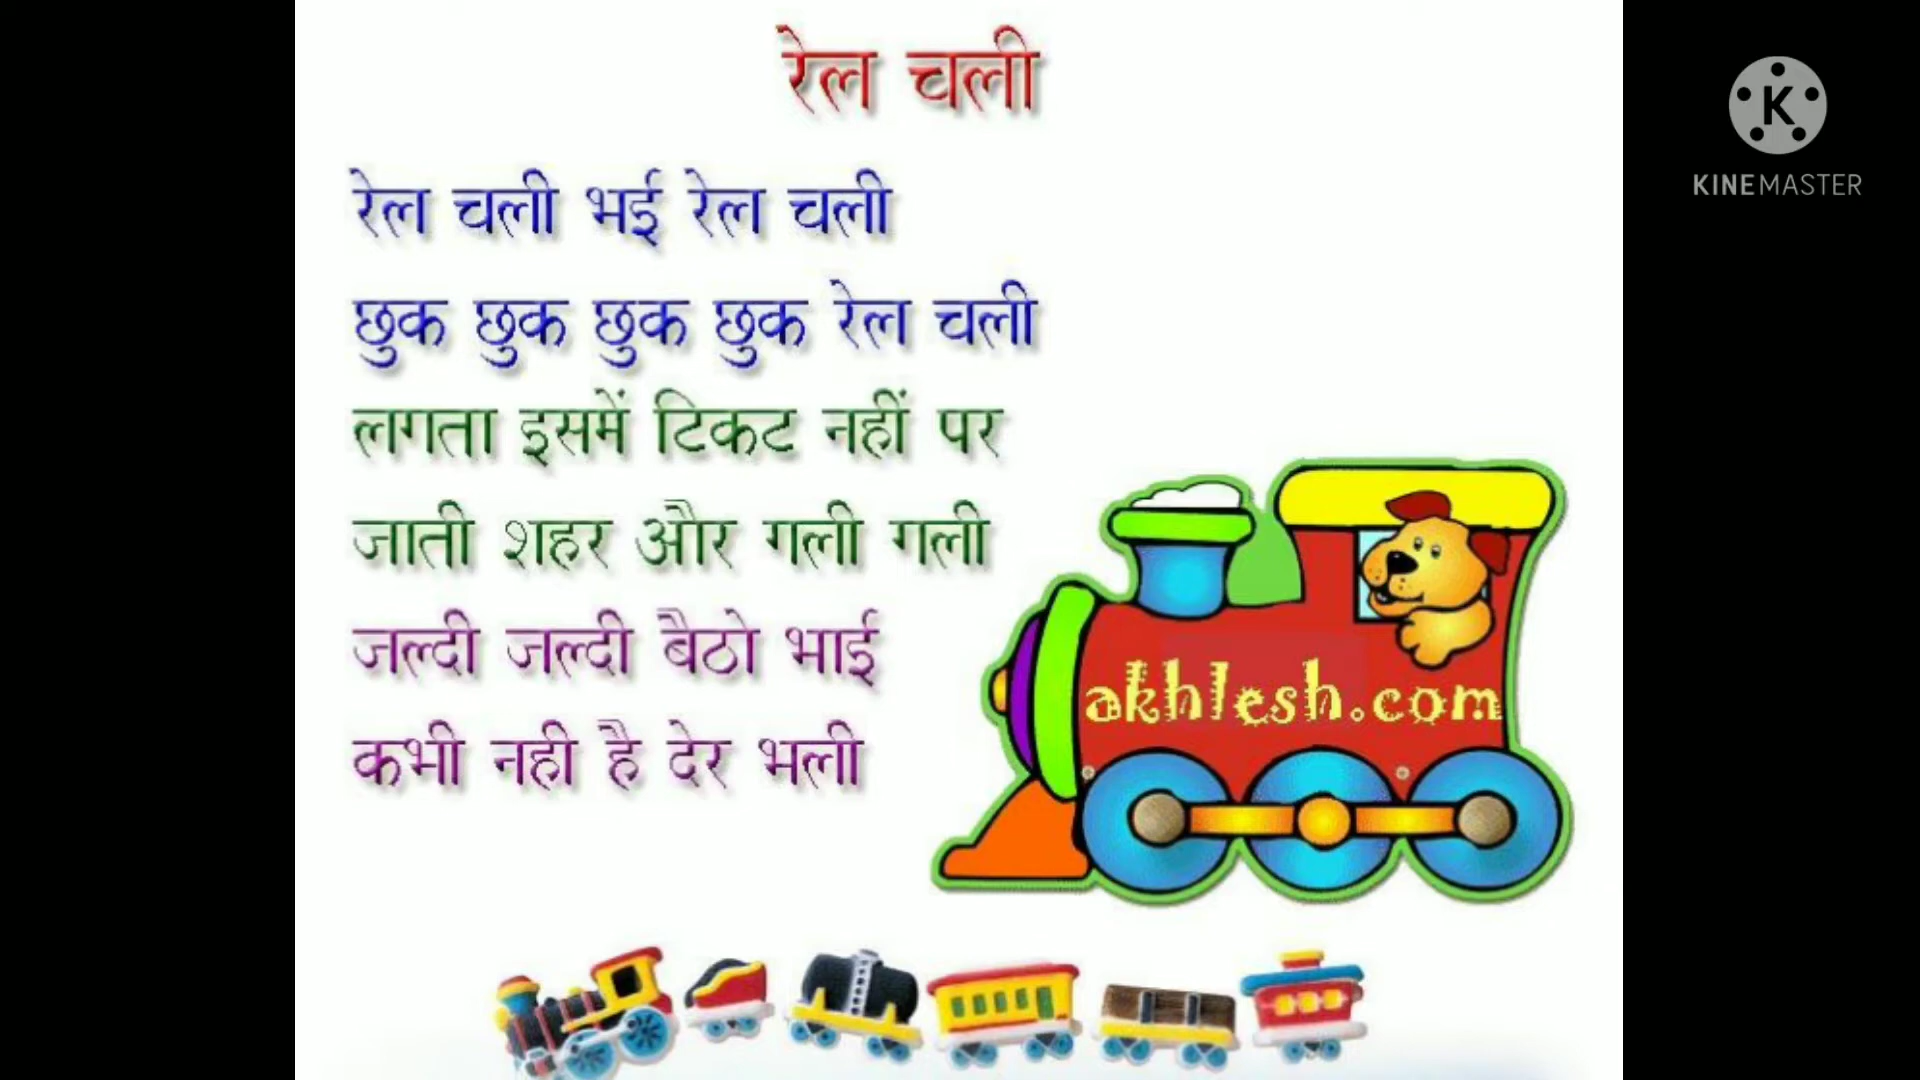 रेल चली
रेल चली भई रेल चली
छुक छुक छुक छुक रेल चली
लगता इसमें टिकट नहीं पर
जाती शहर और गली गली
जल्दी जल्दी बैठो भाई
कभी नही है देर भली
akhlesh.com
K
KINEMASTER